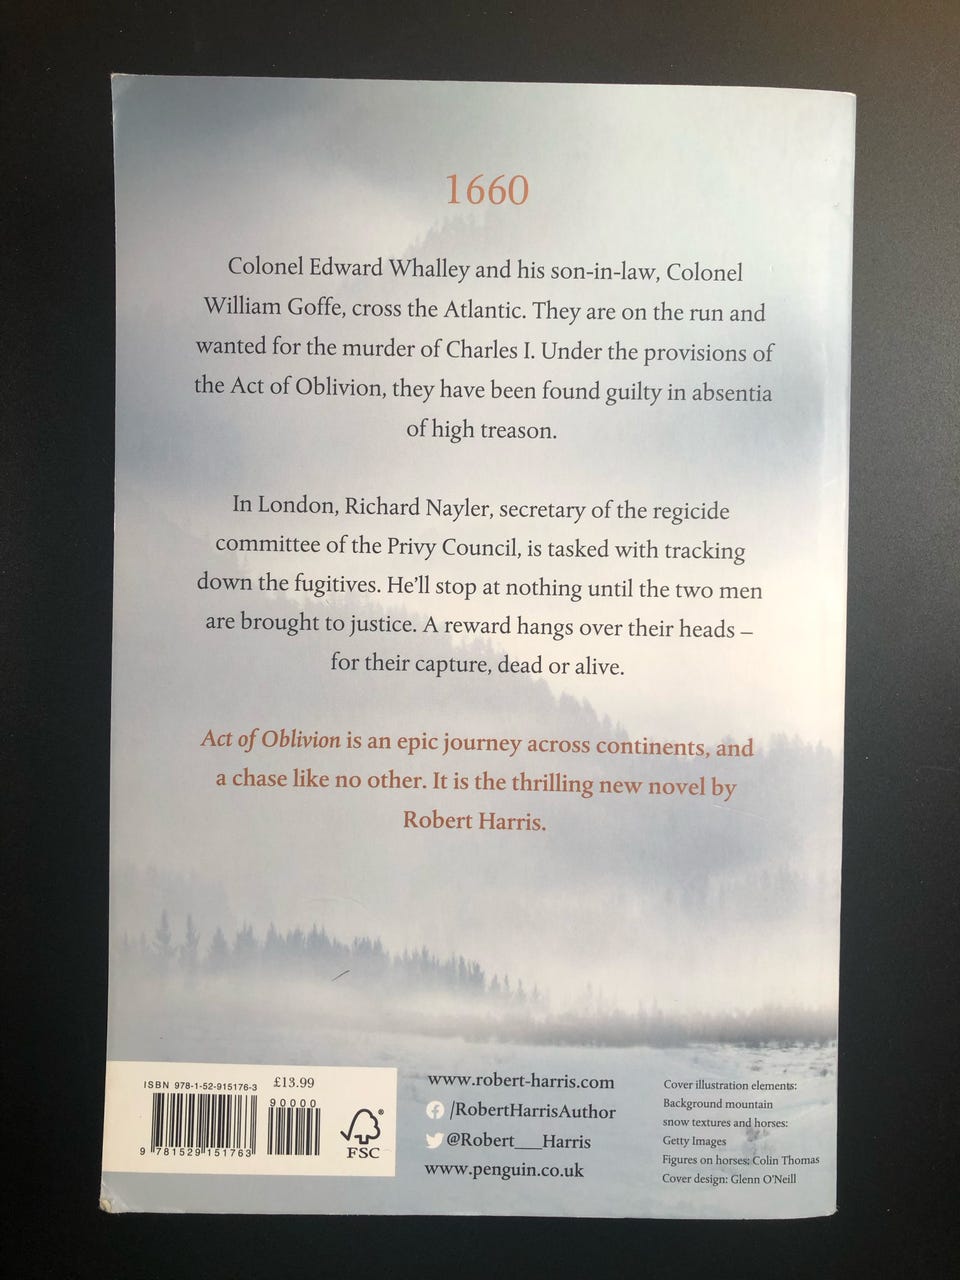 1660
Colonel Edward Whalley and his son-in-law, Colonel
William Goffe, cross the Atlantic. They are on the run and
wanted for the murder of Charles I. Under the provisions of
the Act of Oblivion, they have been found guilty in absentia
of high treason.
In London, Richard Nayler, secretary of the regicide
committee of the Privy Council, is tasked with tracking
down the fugitives. He'll stop at nothing until the two men
are brought to justice. A reward hangs over their heads –
for their capture, dead or alive.
Act of Oblivion is an epic journey across continents, and
a chase like no other. It is the thrilling new novel by
Robert Harris.
ISBN 978-1-52-915176-3
£13.99
90000
9 781529 151763
FSC
www.robert-harris.com
/RobertHarrisAuthor
@Robert___Harris
www.penguin.co.uk
Cover illustration elements:
Background mountain
snow textures and horses:
Getty Images
Figures on horses: Colin Thomas
Cover design: Glenn O'Neill